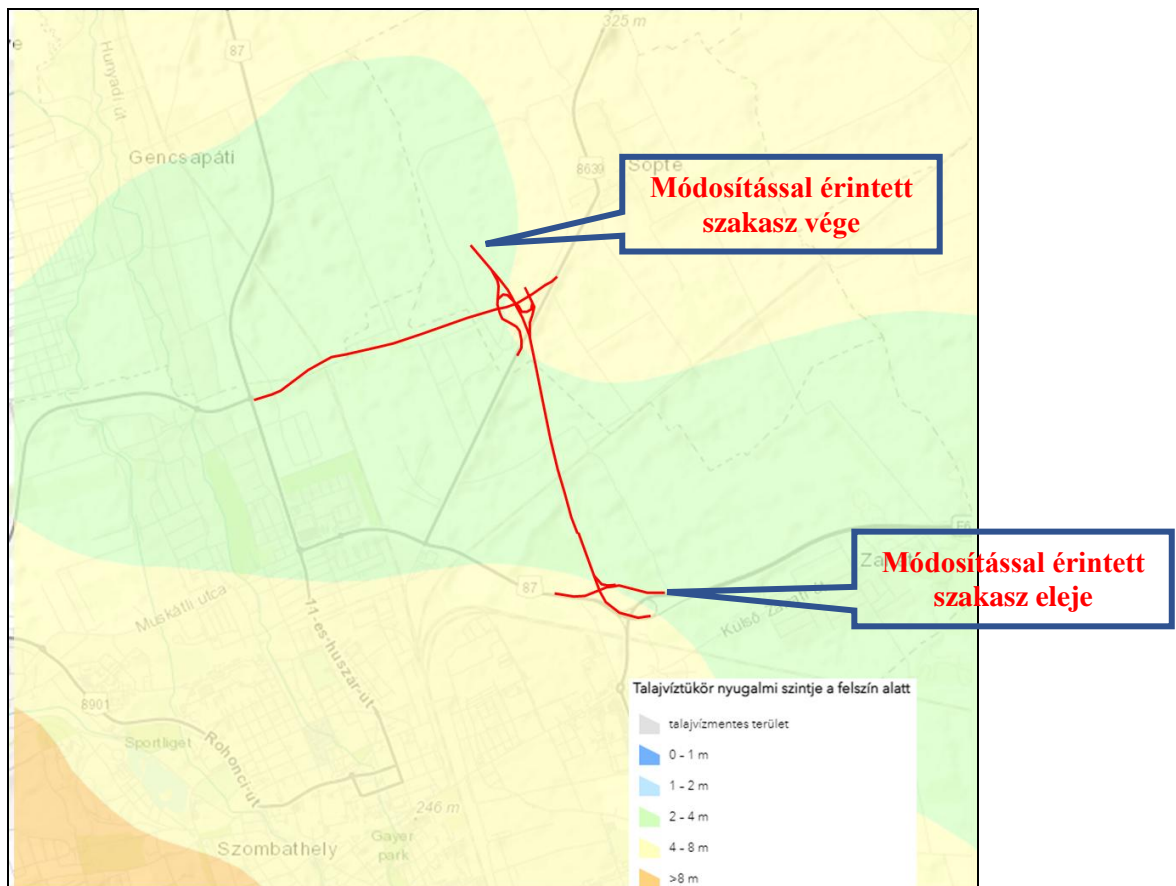 325 m
87
Hunyadi út
Gencsapáti
8639
Söpte
Módosítással érintett
szakasz vége
E65
Módosítással érintett
szakasz eleje
87
Muskátli utca
Külső Zanati út
11-es-huszar-út
Talajvíztükör nyugalmi szintje a felszín alatt
8901
talajvízmentes terület
Sportliget
0 - 1 m
Rohonci-út
1 - 2 m
246 m
2 - 4 m
Gayer
park
Szombathely
4 - 8 m
>8 m